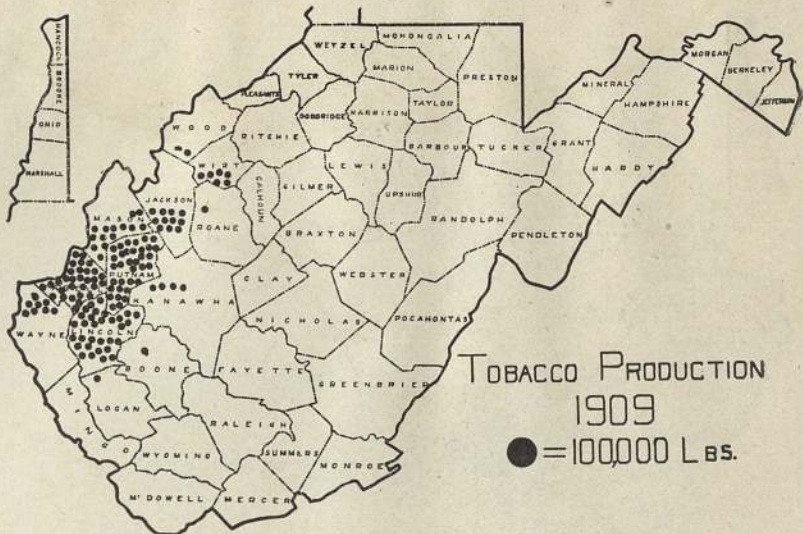 HANCOCK
BROOKE
OHIO
MARSHALL
WETZEL
MONONGALIA
MARION
PRESTON
TYLER
PLEASANTS
DODDRIDGE
HARRISON
TAYLOR
MORGAN
BERKELEY
JEFFERSON
MINERAL
HAMPSHIRE
GRANT
HARDY
WOOD
RITCHIE
BARBOUR
TUCKER
WIRT
CALHOUN
GILMER
LEWIS
UPSHUR
RANDOLPH
PENDLETON
JACKSON
ROANE
MASON
BRAXTON
WEBSTER
PUTNAM
KANAWHA
CLAY
NICHOLAS
POCAHONTAS
WAYNE
LINCOLN
BOONE
FAYETTE
GREENBRIER
MINGO
LOGAN
RALEIGH
WYOMING
SUMMERS
MONROE
McDOWELL
MERCER
TOBACCO PRODUCTION
1909
=100,000 LBS.